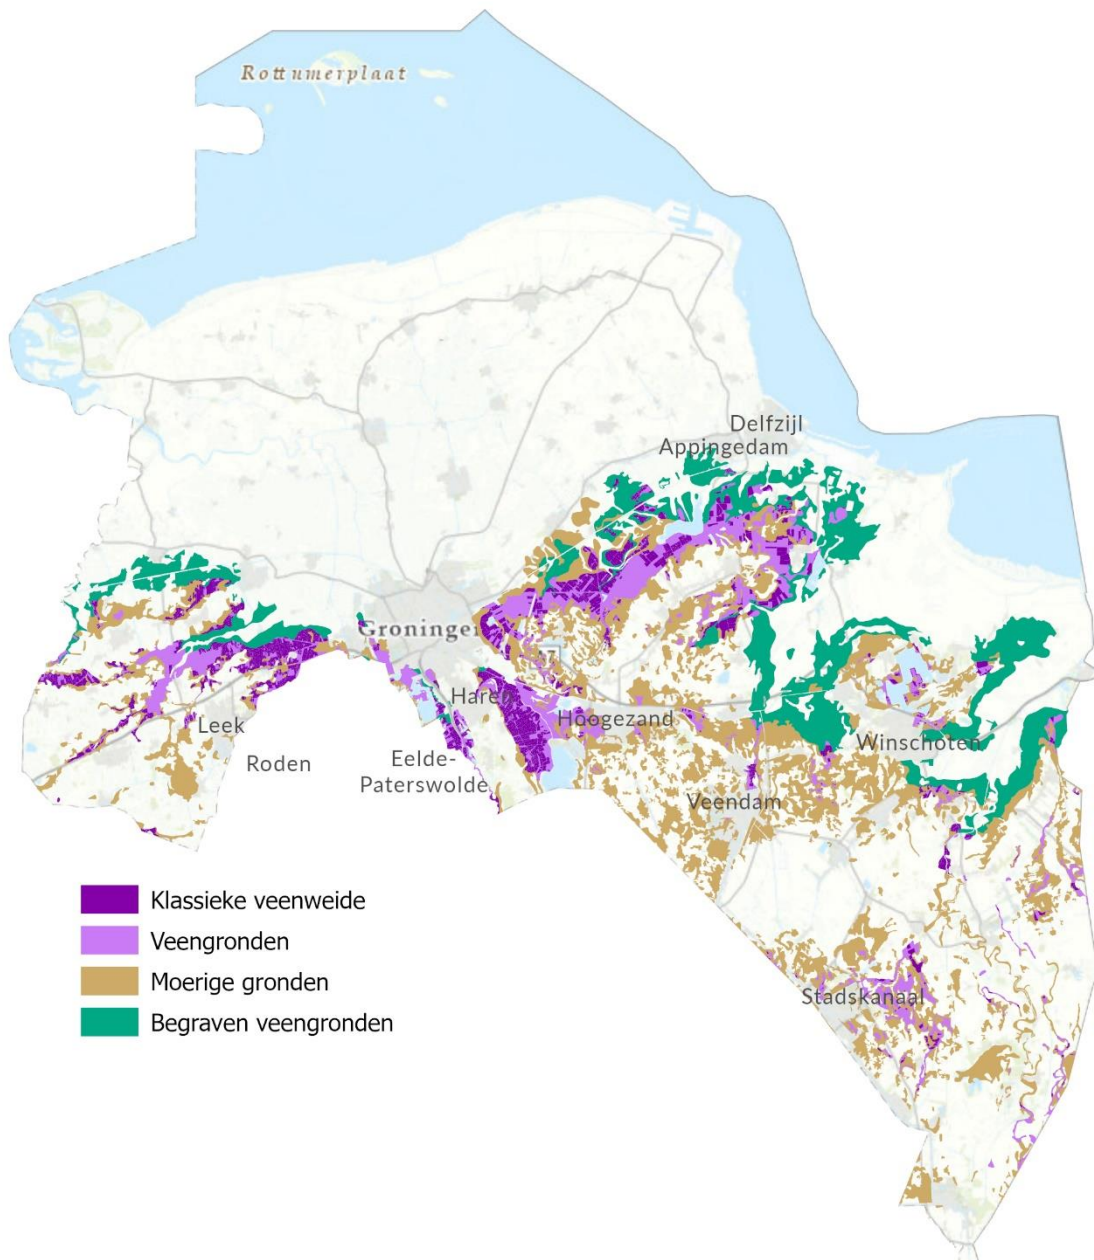 Rottumerplaat
Delfzijl
Appingedam
Groningen
Haren
Hoogezand
Leek
Roden
Eelde-
Paterswolde
Winschoten
Veendam
Klassieke veenweide
Veengronden
Moerige gronden
Begraven veengronden
Stadskanaal